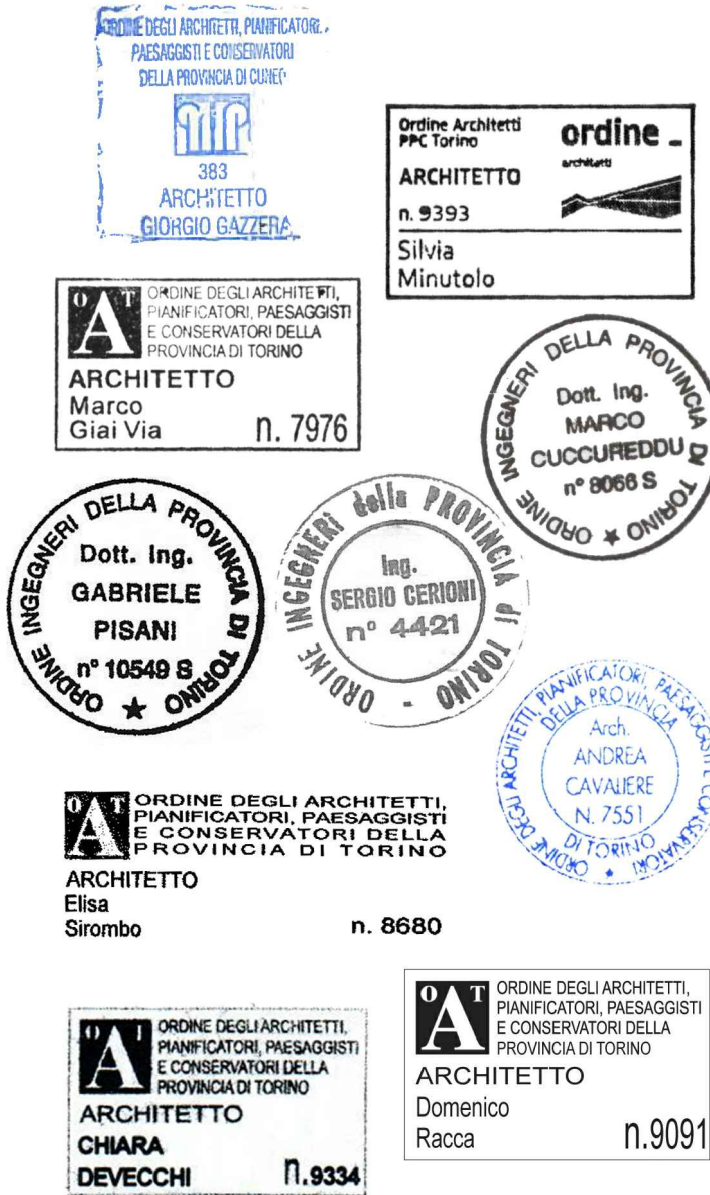 ORDINE DEGLI ARCHITETTI, PIANIFICATORI,
PAESAGGISTI E CONSERVATORI
DELLA PROVINCIA DI CUNEO
383
ARCHITETTO
GIORGIO GAZZERA
Ordine Architetti
PPC Torino
ordine
architetti
ARCHITETTO
n. 9393
Silvia
Minutolo
O A T
ORDINE DEGLI ARCHITETTI,
PIANIFICATORI, PAESAGGISTI
E CONSERVATORI DELLA
PROVINCIA DI TORINO
ARCHITETTO
Marco
Giai Via
n. 7976
ORDINE INGEGNERI DELLA PROVINCIA DI TORINO
Dott. Ing.
MARCO
CUCCUREDDU
n° 8066 S
ORDINE INGEGNERI DELLA PROVINCIA DI TORINO
Dott. Ing.
GABRIELE
PISANI
n° 10549 S
ORDINE INGEGNERI della PROVINCIA di TORINO -
Ing.
SERGIO CERIONI
n° 4421
ORDINE DEGLI ARCHITETTI, PIANIFICATORI, PAESAGGISTI E CONSERVATORI
DELLA PROVINCIA
Arch.
ANDREA
CAVALIERE
N. 7551
DI TORINO
O A T
ORDINE DEGLI ARCHITETTI,
PIANIFICATORI, PAESAGGISTI
E CONSERVATORI DELLA
PROVINCIA DI TORINO
ARCHITETTO
Elisa
Sirombo
n. 8680
O A T
ORDINE DEGLI ARCHITETTI,
PIANIFICATORI, PAESAGGISTI
E CONSERVATORI DELLA
PROVINCIA DI TORINO
ARCHITETTO
CHIARA
DEVECCHI
n.9334
O A T
ORDINE DEGLI ARCHITETTI,
PIANIFICATORI, PAESAGGISTI
E CONSERVATORI DELLA
PROVINCIA DI TORINO
ARCHITETTO
Domenico
Racca
n.9091